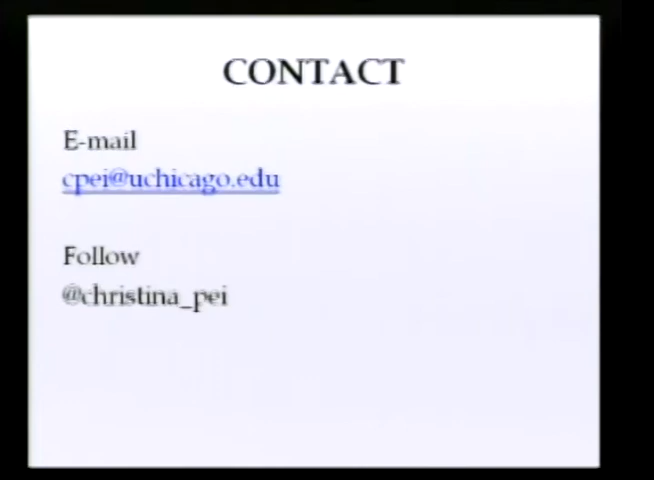 CONTACT
E-mail
cpei@uchicago.edu
Follow
@christina_pei